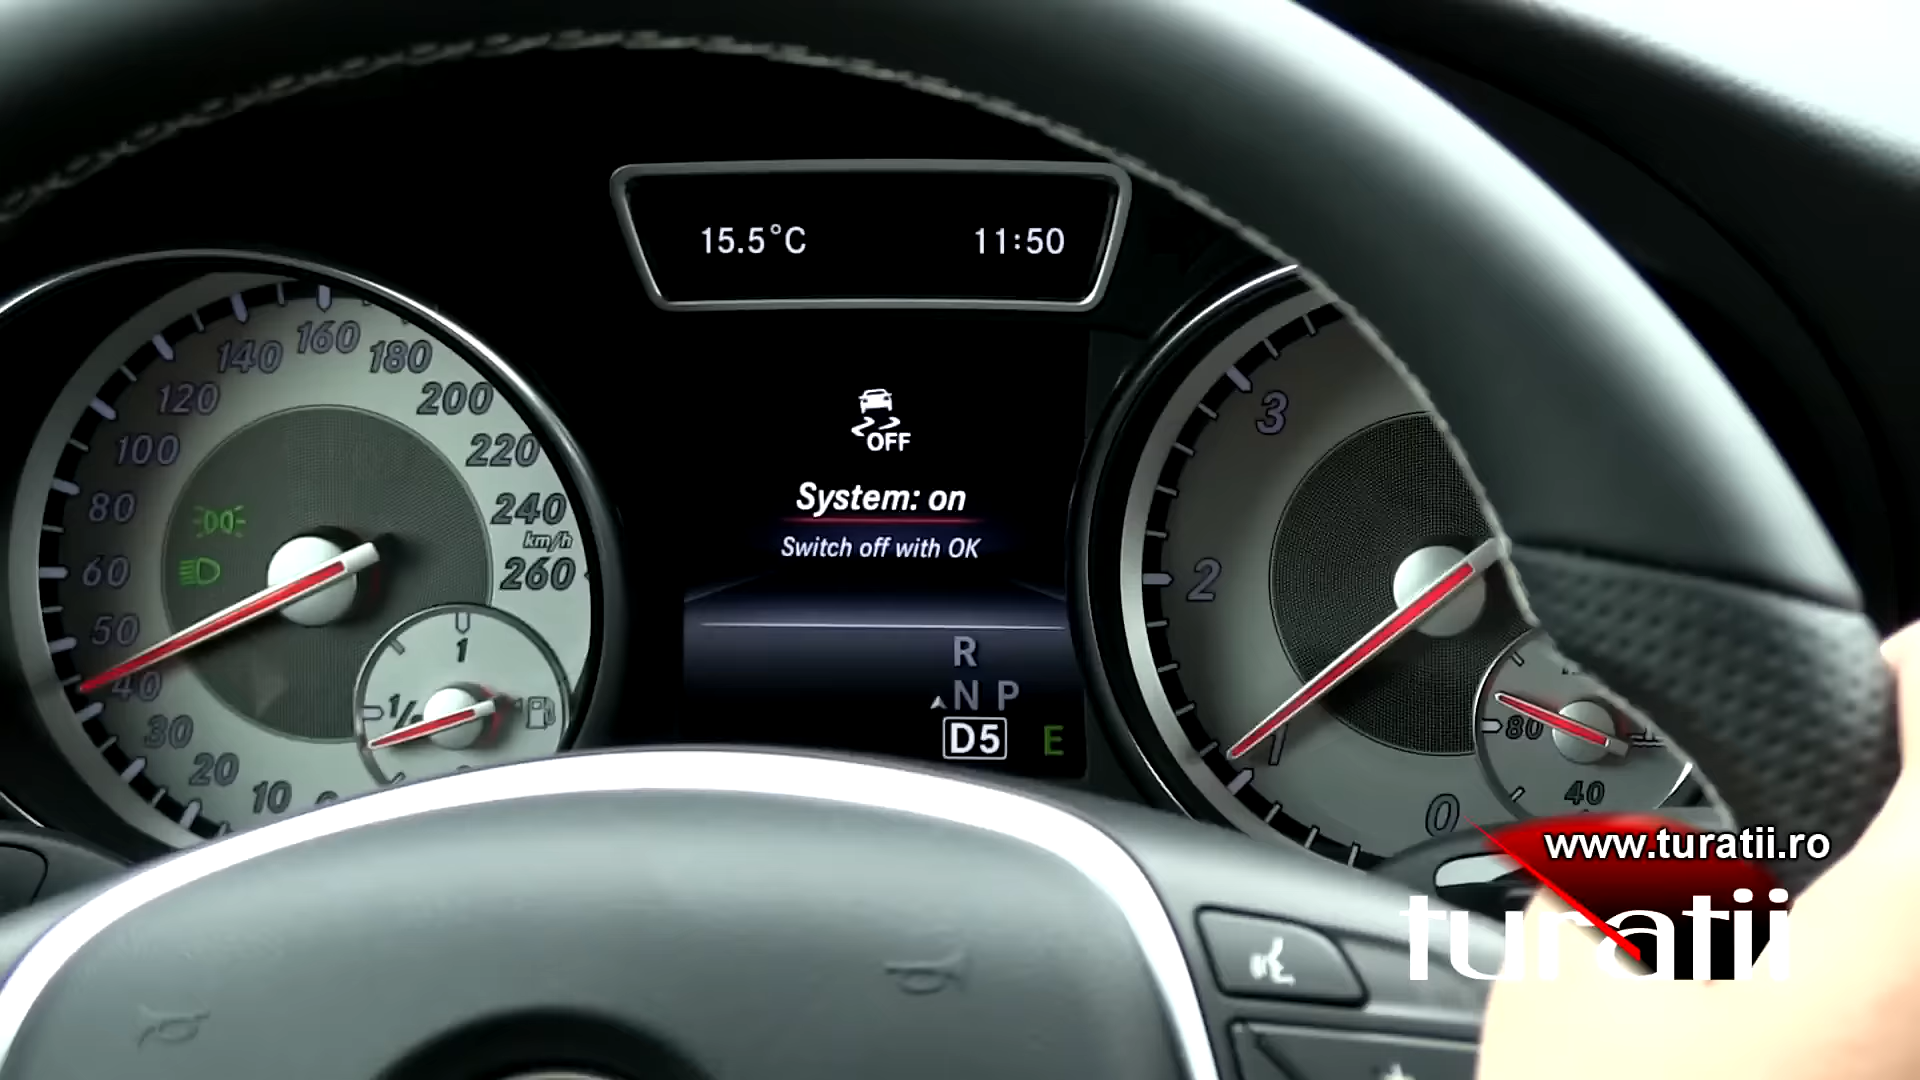 15.5°C 11:50
OFF
System: on
Switch off with OK
R
N P
D5 E
10
20
30
40
50
60
80
100
120
140
160
180
200
220
240
km/h
260
1
1/
3
2
1
0
80
40
www.turatii.ro
turatii